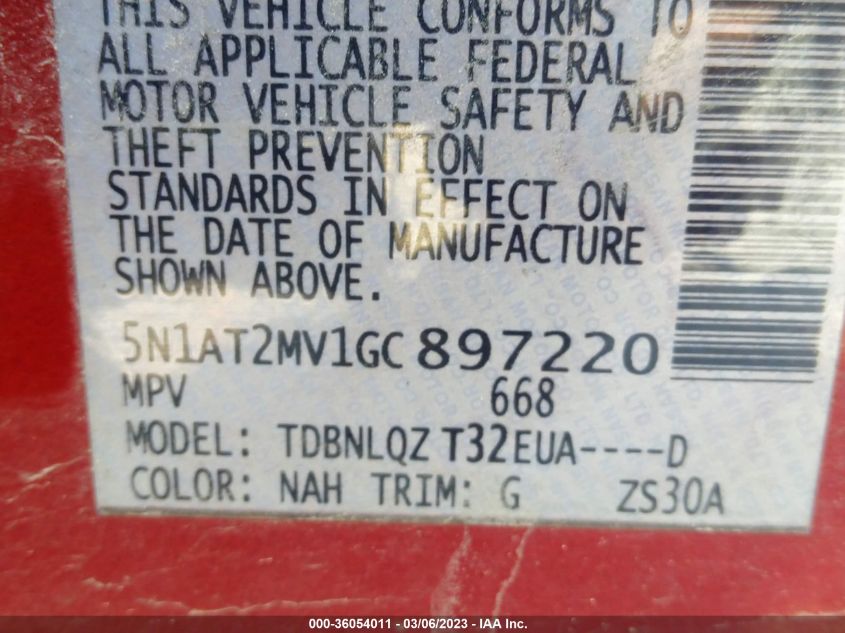 THIS VEHICLE CONFORMS TO
ALL APPLICABLE FEDERAL
MOTOR VEHICLE SAFETY AND
THEFT PREVENTION
STANDARDS IN EFFECT ON
THE DATE OF MANUFACTURE
SHOWN ABOVE.
5N1AT2MV1GC897220
MPV 668
MODEL: TDBNLQZ T32EUA----D
COLOR: NAH TRIM: G ZS30A
000-36054011 — 03/06/2023 — IAA Inc.